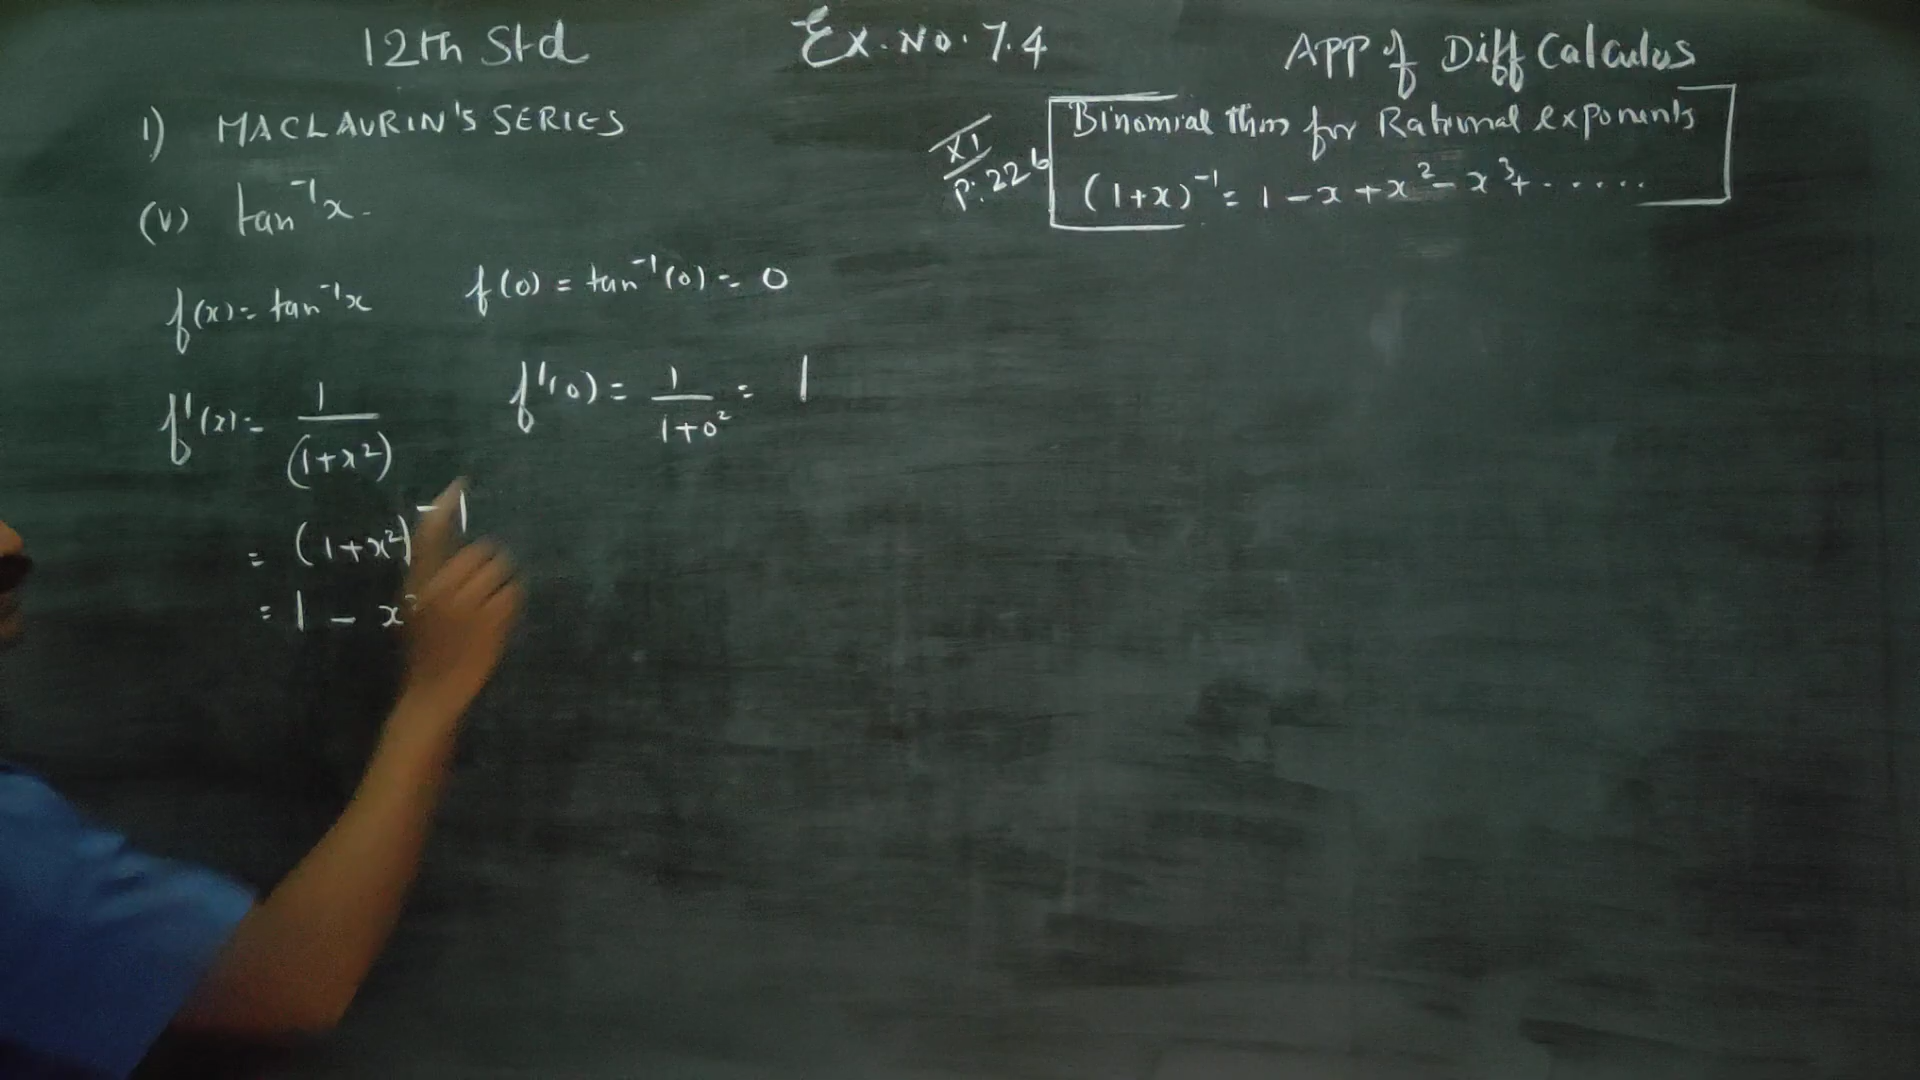 12th Std Ex. No. 7.4 APP of Diff Calculus
1) MACLAURIN'S SERIES
XI P. 226
Binomial Thm for Rational exponents
(1+x)⁻¹ = 1 - x + x² - x³ + ......
(v) tan⁻¹x.
f(x) = tan⁻¹x f(0) = tan⁻¹(0) = 0
f'(x) = 1/(1+x²) f'(0) = 1/1+0² = 1
= (1+x²)⁻¹
= 1 - x²